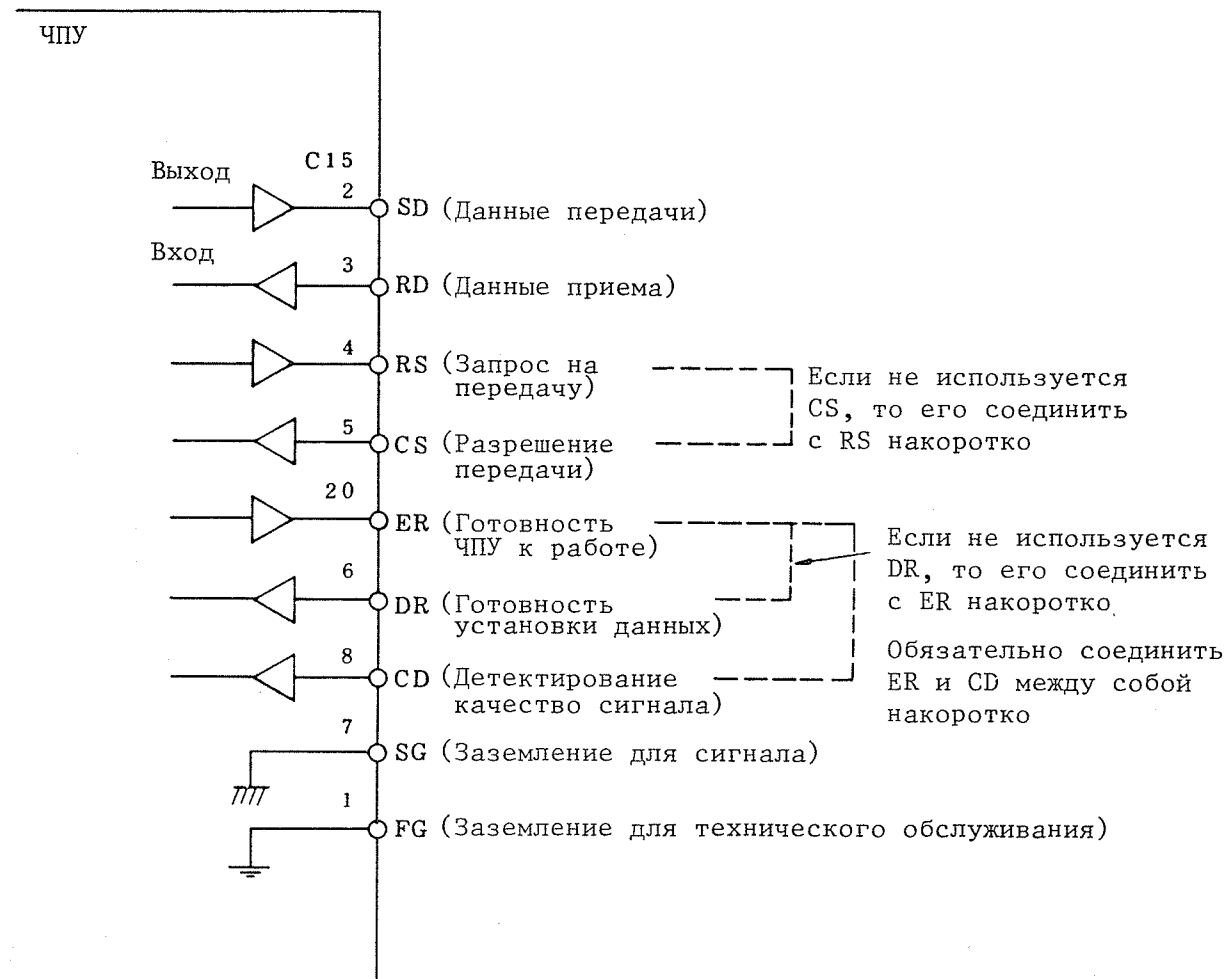 ЧПУ
C15
Выход
2
SD (Данные передачи)
Вход
3
RD (Данные приема)
4
RS (Запрос на
передачу)
Если не используется
CS, то его соединить
с RS накоротко
5
CS (Разрешение
передачи)
20
ER (Готовность
ЧПУ к работе)
Если не используется
DR, то его соединить
с ER накоротко
6
DR (Готовность
установки данных)
8
CD (Детектирование
качество сигнала)
Обязательно соединить
ER и CD между собой
накоротко
7
SG (Заземление для сигнала)
1
FG (Заземление для технического обслуживания)